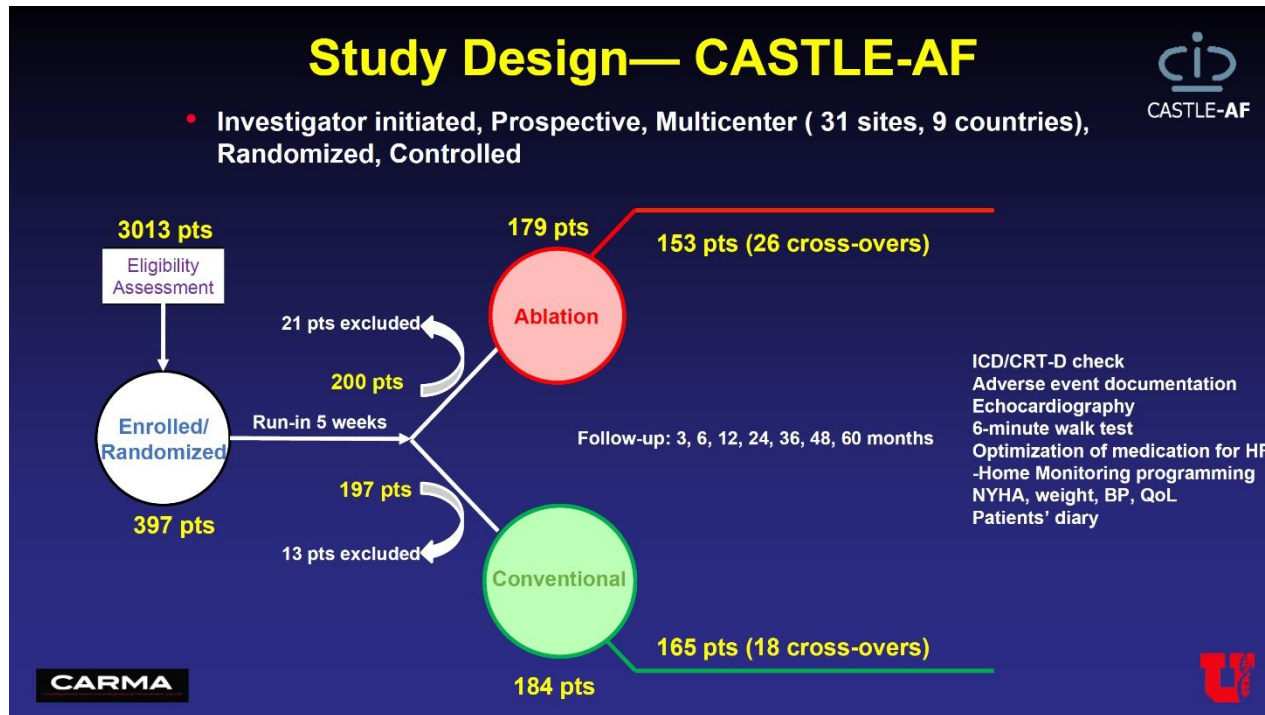 Study Design— CASTLE-AF
CASTLE-AF
• Investigator initiated, Prospective, Multicenter ( 31 sites, 9 countries),
Randomized, Controlled
3013 pts
Eligibility
Assessment
Enrolled/
Randomized
397 pts
Run-in 5 weeks
21 pts excluded
200 pts
197 pts
13 pts excluded
179 pts
Ablation
153 pts (26 cross-overs)
Follow-up: 3, 6, 12, 24, 36, 48, 60 months
Conventional
184 pts
165 pts (18 cross-overs)
ICD/CRT-D check
Adverse event documentation
Echocardiography
6-minute walk test
Optimization of medication for HF
-Home Monitoring programming
NYHA, weight, BP, QoL
Patients’ diary
CARMA
U